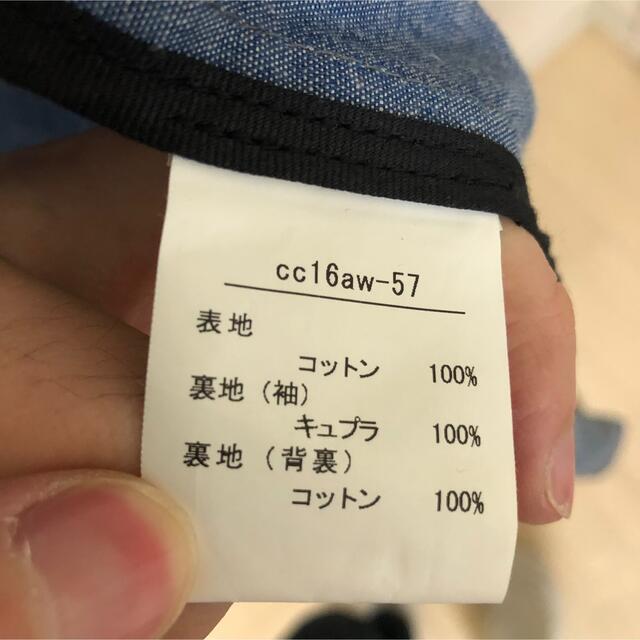 cc16aw-57
表地
コットン 100%
裏地(袖)
キュプラ 100%
裏地(背裏)
コットン 100%